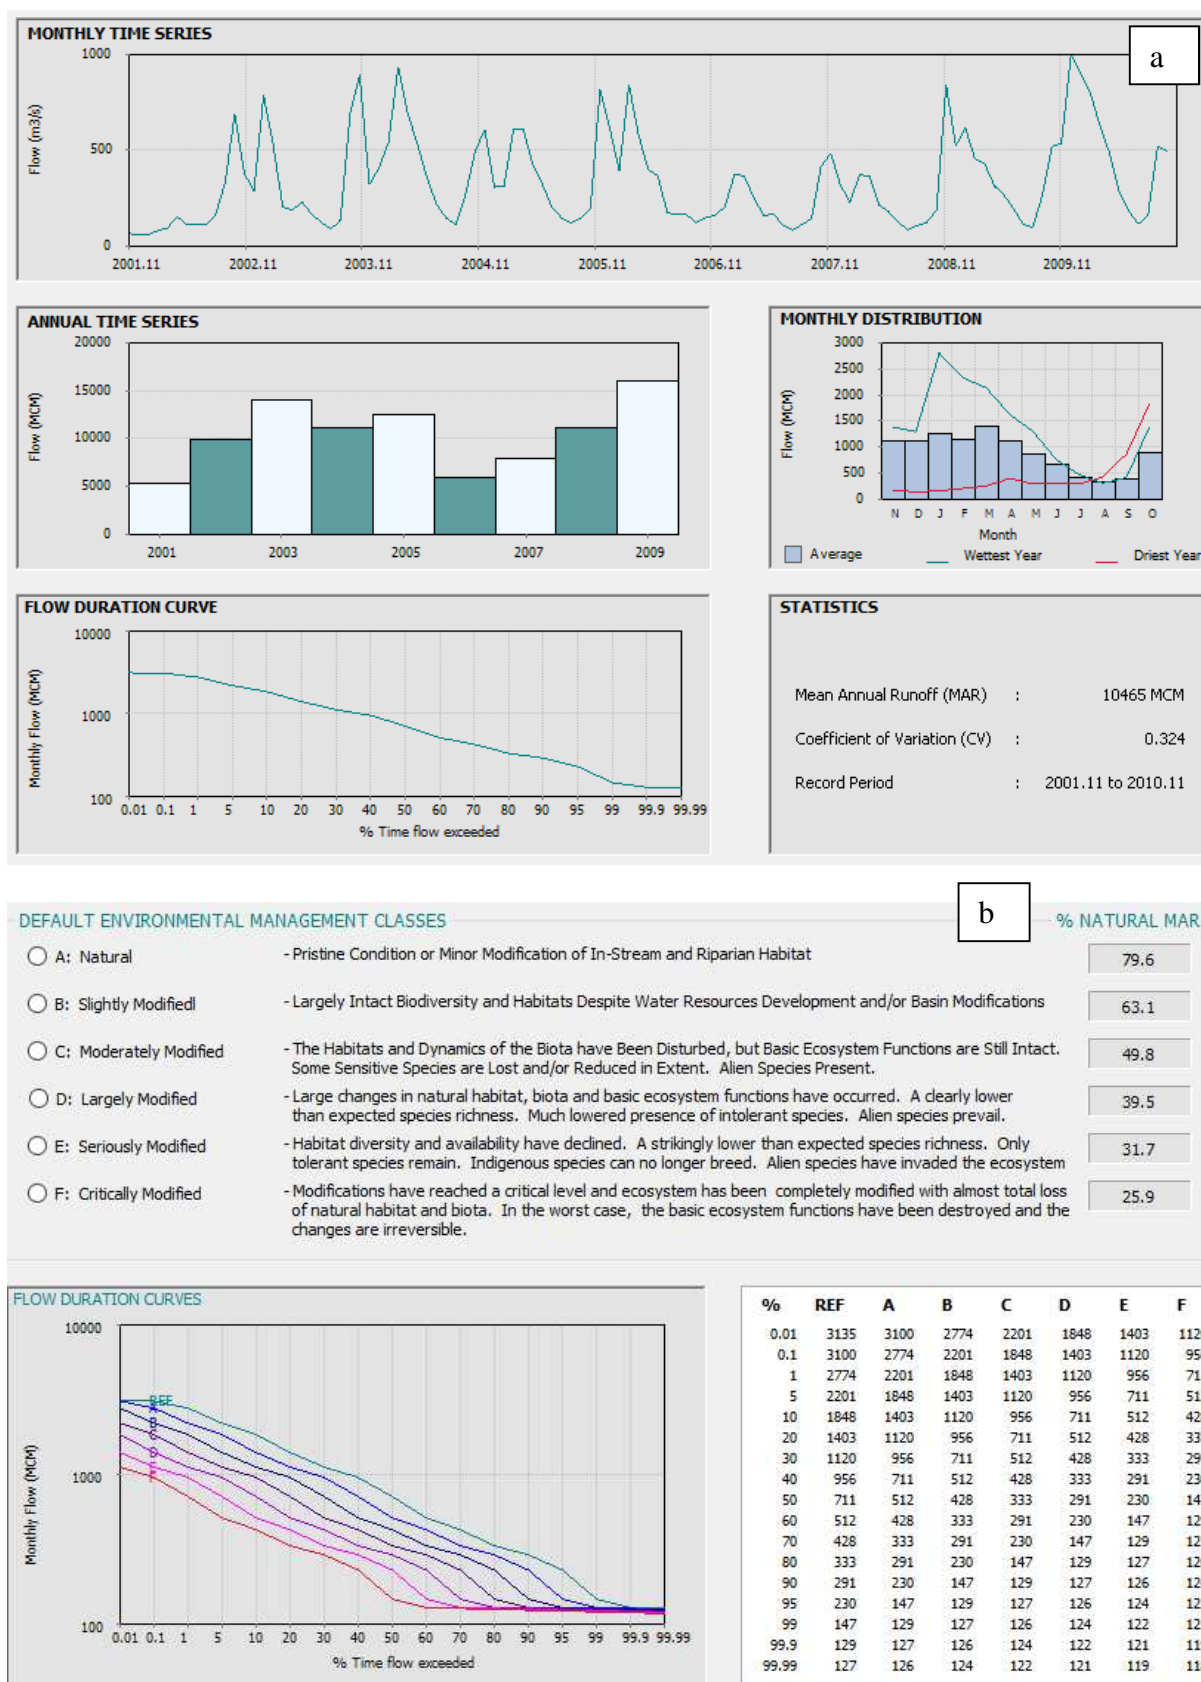 MONTHLY TIME SERIES
a
1000
500
0
Flow (m3/s)
2001.11 2002.11 2003.11 2004.11 2005.11 2006.11 2007.11 2008.11 2009.11
ANNUAL TIME SERIES
20000
15000
10000
5000
0
Flow (MCM)
2001 2003 2005 2007 2009
MONTHLY DISTRIBUTION
3000
2500
2000
1500
1000
500
0
Flow (MCM)
N D J F M A M J J A S O
Month
Average Wettest Year Driest Year
FLOW DURATION CURVE
10000
1000
100
Monthly Flow (MCM)
0.01 0.1 1 5 10 20 30 40 50 60 70 80 90 95 99 99.9 99.99
% Time flow exceeded
STATISTICS
Mean Annual Runoff (MAR) : 10465 MCM
Coefficient of Variation (CV) : 0.324
Record Period : 2001.11 to 2010.11
b
DEFAULT ENVIRONMENTAL MANAGEMENT CLASSES % NATURAL MAR
A: Natural - Pristine Condition or Minor Modification of In-Stream and Riparian Habitat 79.6
B: Slightly Modifiedl - Largely Intact Biodiversity and Habitats Despite Water Resources Development and/or Basin Modifications 63.1
C: Moderately Modified - The Habitats and Dynamics of the Biota have Been Disturbed, but Basic Ecosystem Functions are Still Intact. 49.8
Some Sensitive Species are Lost and/or Reduced in Extent. Alien Species Present.
D: Largely Modified - Large changes in natural habitat, biota and basic ecosystem functions have occurred. A clearly lower 39.5
than expected species richness. Much lowered presence of intolerant species. Alien species prevail.
E: Seriously Modified - Habitat diversity and availability have declined. A strikingly lower than expected species richness. Only 31.7
tolerant species remain. Indigenous species can no longer breed. Alien species have invaded the ecosystem
F: Critically Modified - Modifications have reached a critical level and ecosystem has been completely modified with almost total loss 25.9
of natural habitat and biota. In the worst case, the basic ecosystem functions have been destroyed and the
changes are irreversible.
FLOW DURATION CURVES
10000
1000
100
Monthly Flow (MCM)
REF
A
B
C
D
E
F
0.01 0.1 1 5 10 20 30 40 50 60 70 80 90 95 99 99.9 99.99
% Time flow exceeded
% REF A B C D E F
0.01 3135 3100 2774 2201 1848 1403 112
0.1 3100 2774 2201 1848 1403 1120 95
1 2774 2201 1848 1403 1120 956 71
5 2201 1848 1403 1120 956 711 51
10 1848 1403 1120 956 711 512 42
20 1403 1120 956 711 512 428 33
30 1120 956 711 512 428 333 29
40 956 711 512 428 333 291 23
50 711 512 428 333 291 230 14
60 512 428 333 291 230 147 12
70 428 333 291 230 147 129 12
80 333 291 230 147 129 127 12
90 291 230 147 129 127 126 12
95 230 147 129 127 126 124 12
99 147 129 127 126 124 122 12
99.9 129 127 126 124 122 121 11
99.99 127 126 124 122 121 119 11